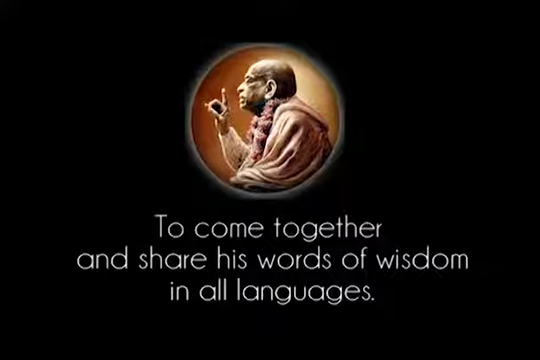 To come together
and share his words of wisdom
in all languages.